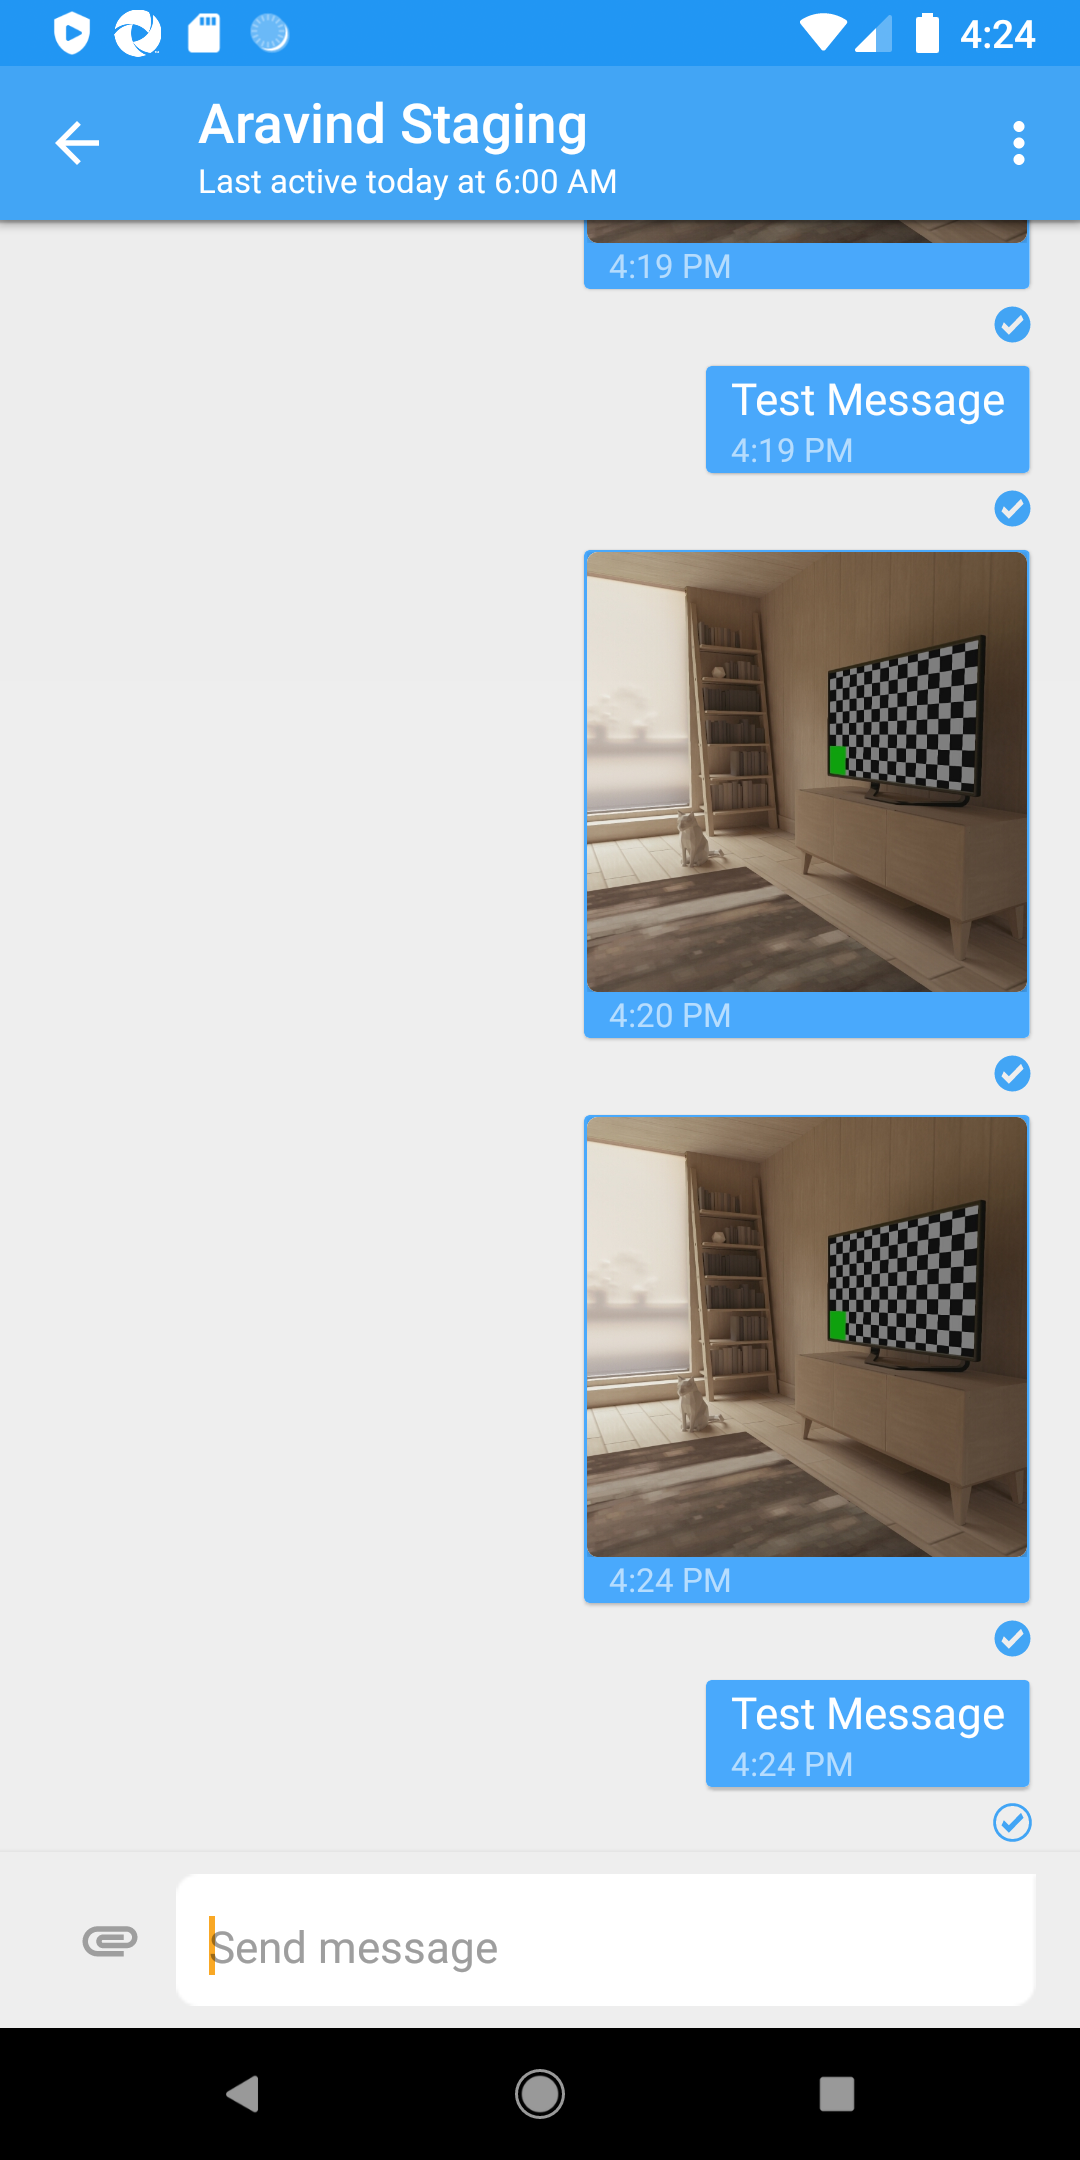 4:24
Aravind Staging
Last active today at 6:00 AM
4:19 PM
Test Message
4:19 PM
4:20 PM
4:24 PM
Test Message
4:24 PM
Send message